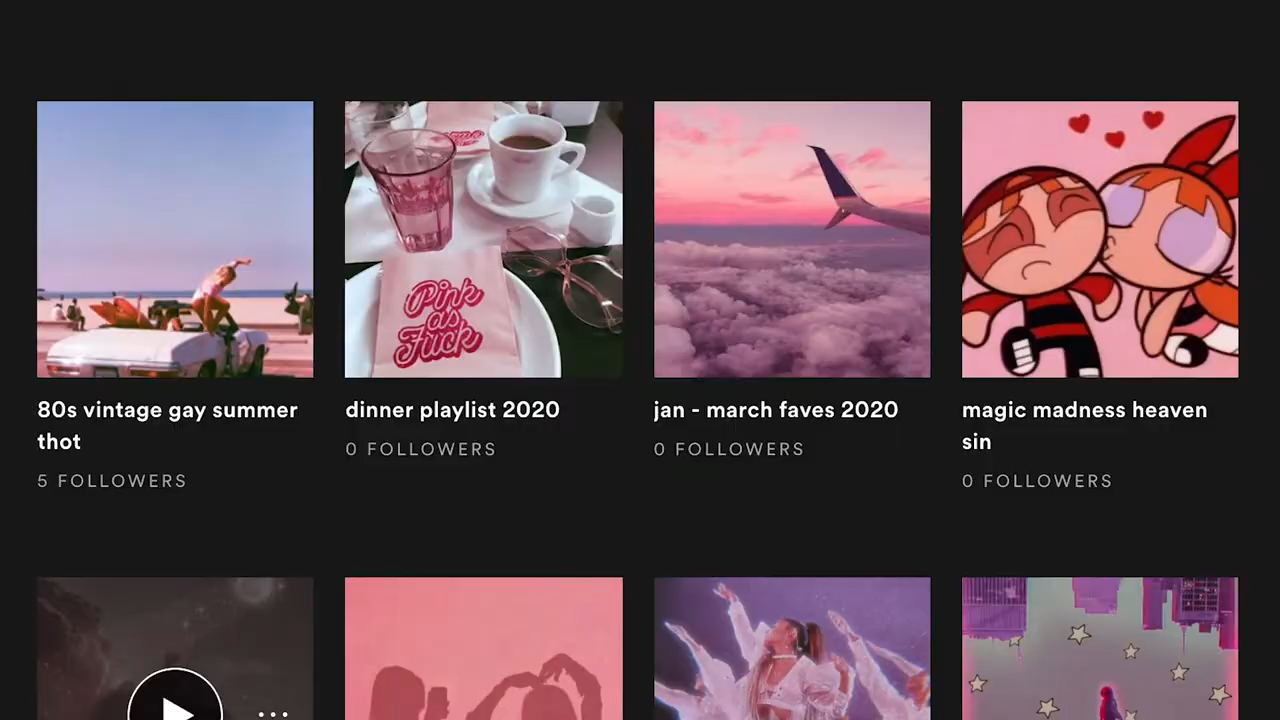 Pink
as
Fuck
80s vintage gay summer
thot
5 FOLLOWERS
dinner playlist 2020
0 FOLLOWERS
jan - march faves 2020
0 FOLLOWERS
magic madness heaven
sin
0 FOLLOWERS